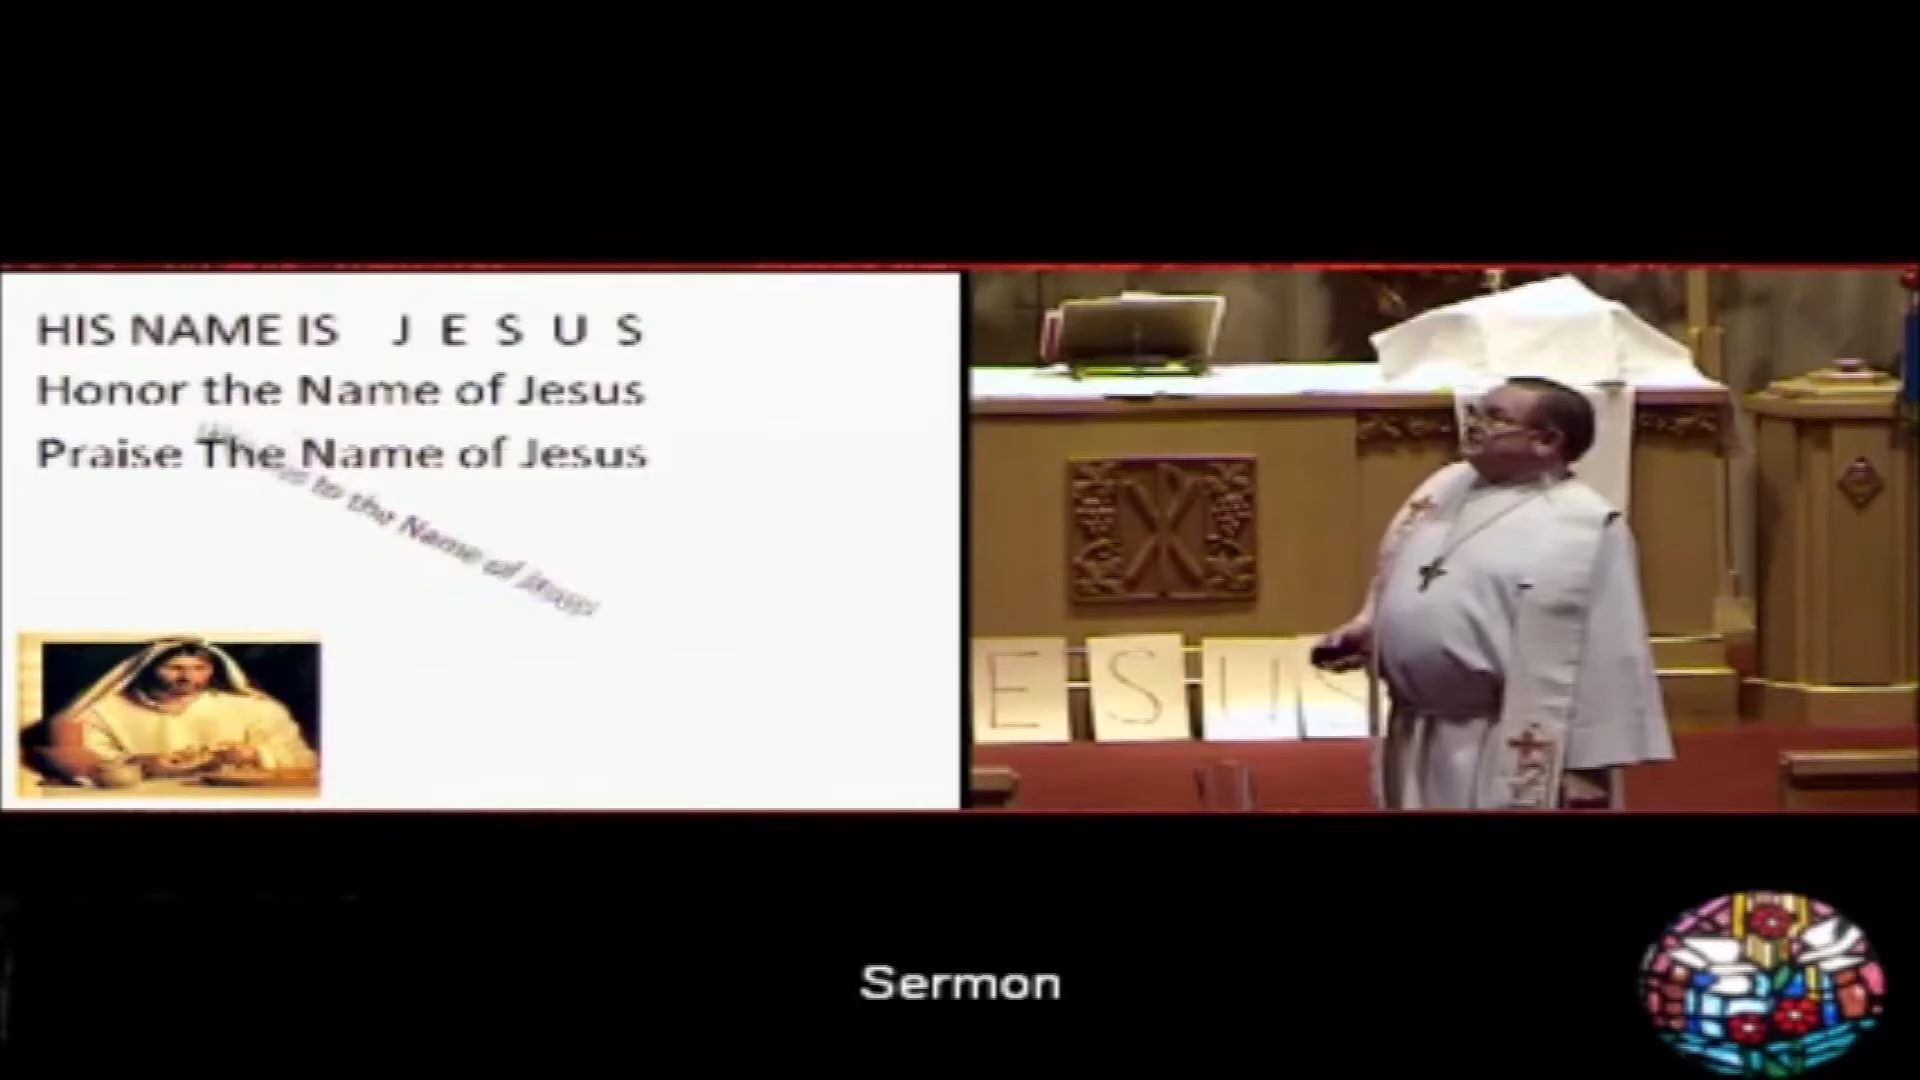 HIS NAME IS J E S U S
Honor the Name of Jesus
Praise The Name of Jesus
to the Name of Jesus!
E S U S
Sermon